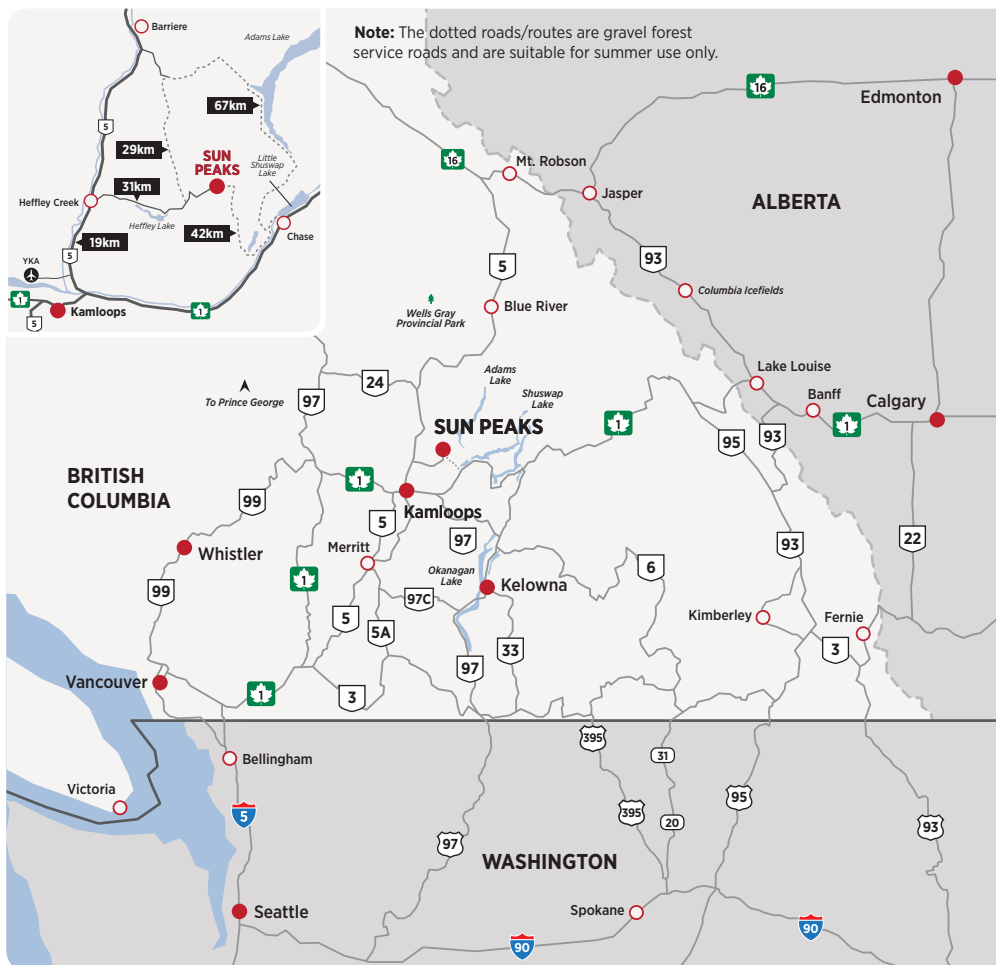 Note: The dotted roads/routes are gravel forest
service roads and are suitable for summer use only.
Barriere
Adams Lake
67km
5
29km
SUN
PEAKS
Little
Shuswap
Lake
31km
Heffley Creek
Heffley Lake
42km
Chase
19km
5
YKA
1
5
Kamloops
1
16
Edmonton
16
Mt. Robson
Jasper
ALBERTA
93
5
Columbia Icefields
Blue River
Wells Gray
Provincial Park
Adams
Lake
Lake Louise
24
Shuswap
Lake
Banff
To Prince George
97
Calgary
1
1
SUN PEAKS
95
93
BRITISH
COLUMBIA
1
99
Kamloops
5
97
93
22
Whistler
Merritt
Okanagan
Lake
6
1
Kelowna
99
97C
5
Kimberley
Fernie
5A
33
3
97
Vancouver
1
3
395
31
Bellingham
Victoria
95
5
395
20
93
97
WASHINGTON
Seattle
Spokane
90
90